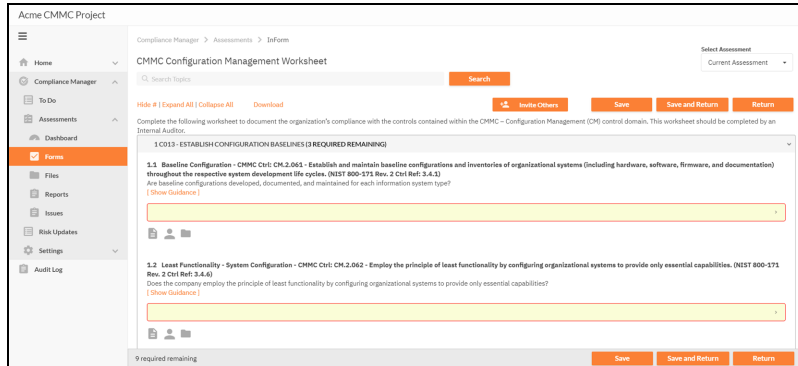 Acme CMMC Project
Home
Compliance Manager
To Do
Assessments
Dashboard
Forms
Files
Reports
Issues
Risk Updates
Settings
Audit Log
Compliance Manager > Assessments > InForm
Select Assessment
CMMC Configuration Management Worksheet
Current Assessment
Search Topics
Search
Hide # | Expand All | Collapse All
Download
Invite Others
Save
Save and Return
Return
Complete the following worksheet to document the organization's compliance with the controls contained within the CMMC – Configuration Management (CM) control domain. This worksheet should be completed by an
Internal Auditor.
1 C013 - ESTABLISH CONFIGURATION BASELINES (3 REQUIRED REMAINING)
1.1 Baseline Configuration - CMMC Ctrl: CM.2.061 - Establish and maintain baseline configurations and inventories of organizational systems (including hardware, software, firmware, and documentation)
throughout the respective system development life cycles. (NIST 800-171 Rev. 2 Ctrl Ref: 3.4.1)
Are baseline configurations developed, documented, and maintained for each information system type?
[ Show Guidance ]
1.2 Least Functionality - System Configuration - CMMC Ctrl: CM.2.062 - Employ the principle of least functionality by configuring organizational systems to provide only essential capabilities. (NIST 800-171
Rev. 2 Ctrl Ref: 3.4.6)
Does the company employ the principle of least functionality by configuring organizational systems to provide only essential capabilities?
[ Show Guidance ]
9 required remaining
Save
Save and Return
Return